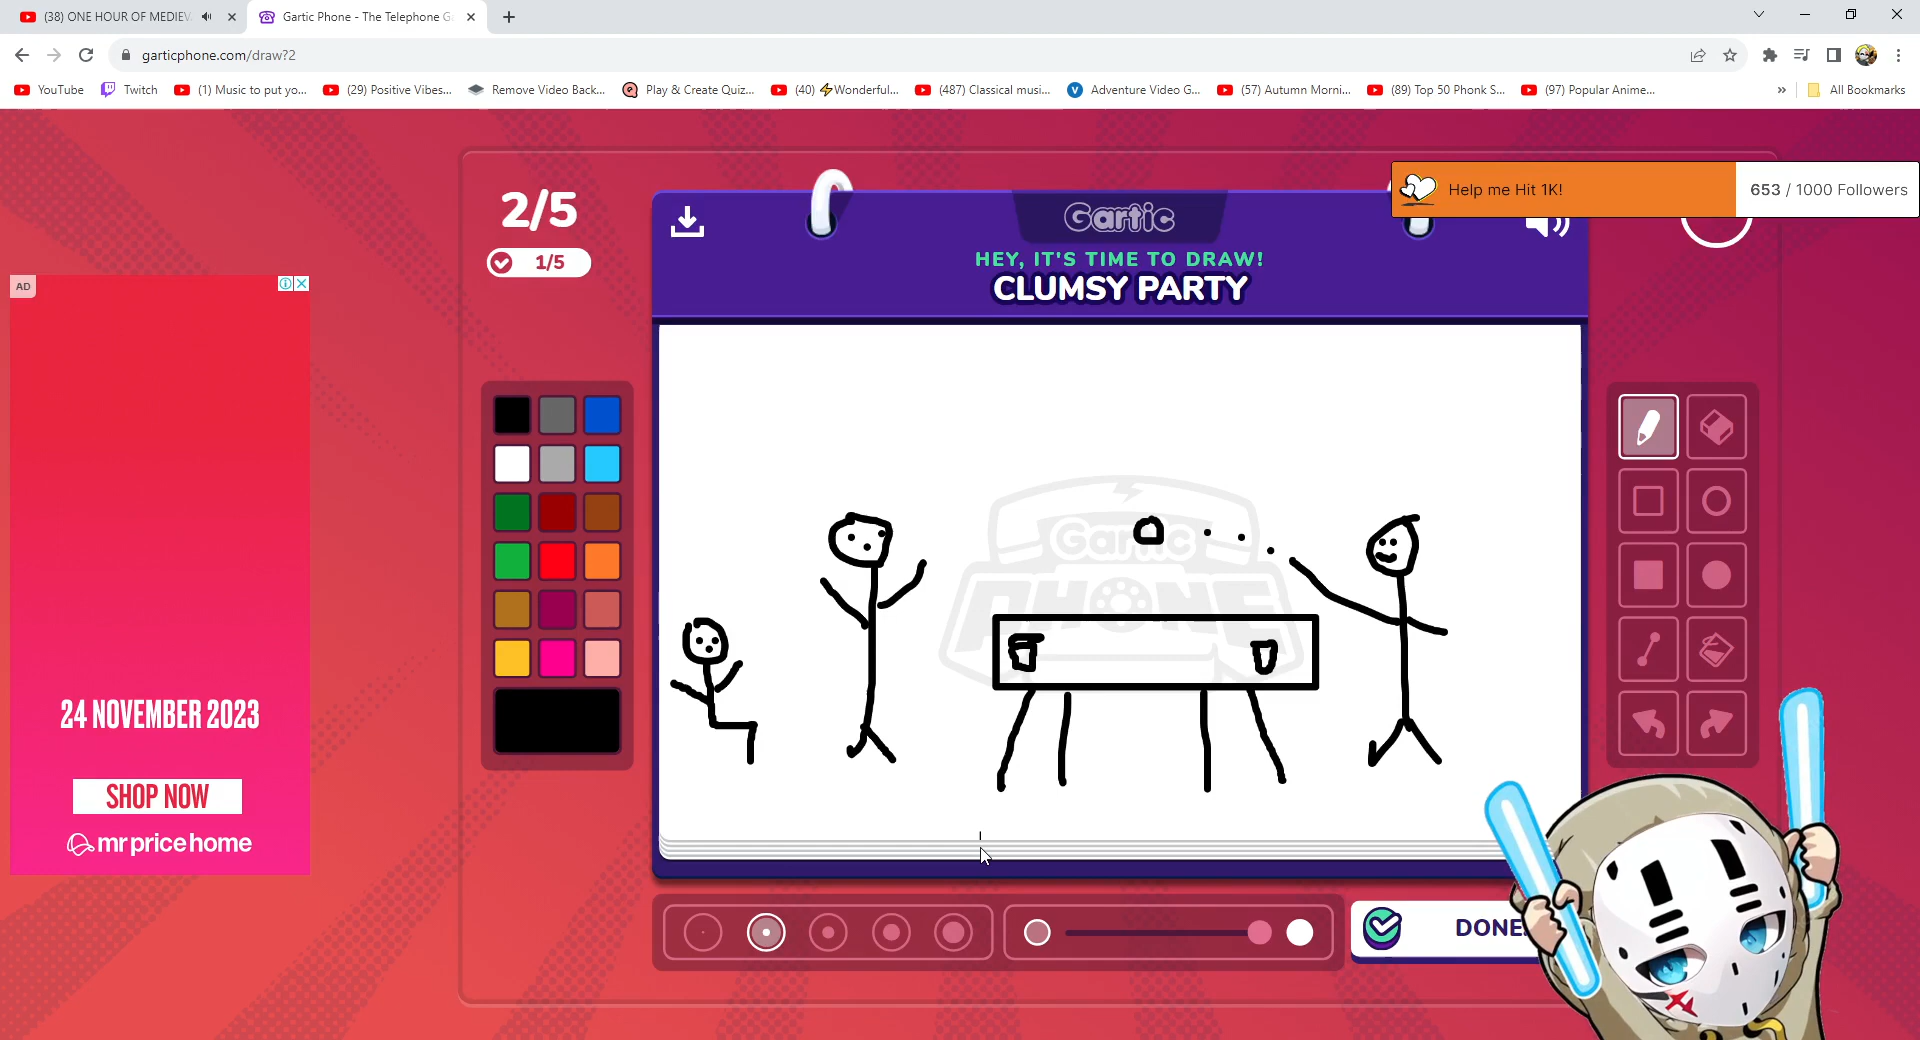 (38) ONE HOUR OF MEDIEV
Gartic Phone - The Telephone G
garticphone.com/draw?2
YouTube
Twitch
(1) Music to put yo...
(29) Positive Vibes...
Remove Video Back...
Play & Create Quiz...
(40) ⚡Wonderful...
(487) Classical musi...
Adventure Video G...
(57) Autumn Morni...
(89) Top 50 Phonk S...
(97) Popular Anime...
»
All Bookmarks
2/5
1/5
Gartic
HEY, IT'S TIME TO DRAW!
CLUMSY PARTY
Help me Hit 1K!
653 / 1000 Followers
AD
24 NOVEMBER 2023
SHOP NOW
mr price home
Gartic
PHONE
DONE